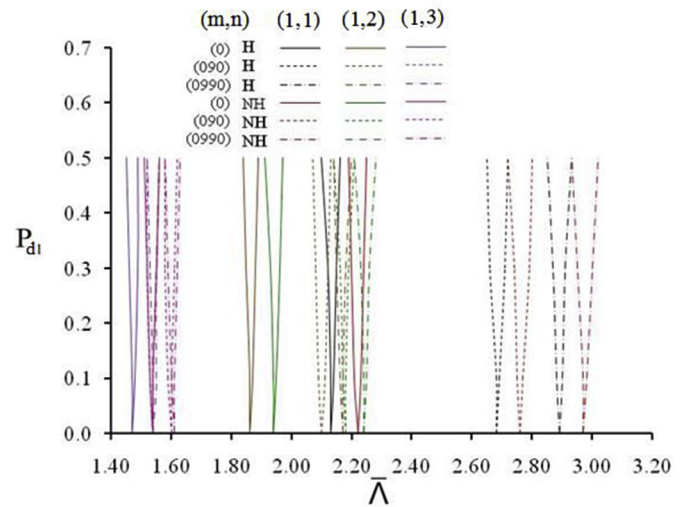 (m,n) (1,1) (1,2) (1,3)
(0) H
(090) H
(0990) H
(0) NH
(090) NH
(0990) NH
0.7
0.6
0.5
0.4
0.3
0.2
0.1
0.0
P_dl
1.40 1.60 1.80 2.00 2.20 2.40 2.60 2.80 3.00 3.20
Λ̅